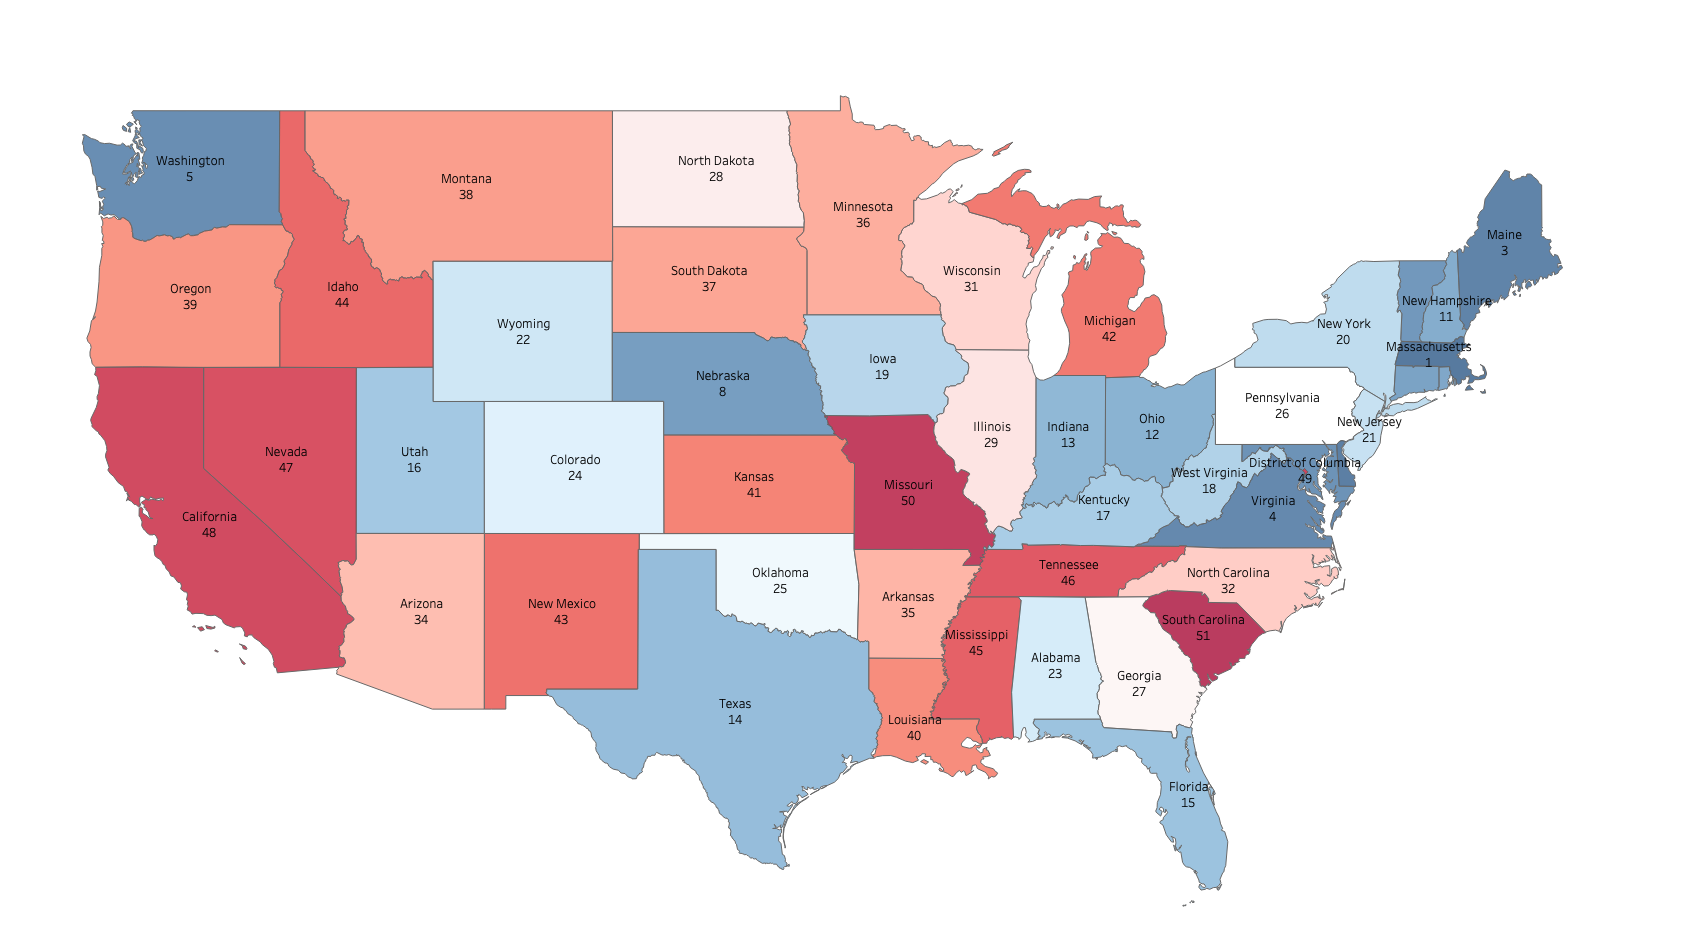 Washington
5
Montana
38
North Dakota
28
Minnesota
36
Maine
3
Oregon
39
Idaho
44
South Dakota
37
Wisconsin
31
New Hampshire
11
Wyoming
22
Michigan
42
New York
20
Massachusetts
1
Iowa
19
Nebraska
8
Pennsylvania
26
New Jersey
21
Nevada
47
Utah
16
Colorado
24
Kansas
41
Missouri
50
Illinois
29
Indiana
13
Ohio
12
West Virginia
18
District of Columbia
49
Virginia
4
Kentucky
17
California
48
Arizona
34
New Mexico
43
Oklahoma
25
Arkansas
35
Tennessee
46
North Carolina
32
South Carolina
51
Mississippi
45
Alabama
23
Georgia
27
Texas
14
Louisiana
40
Florida
15